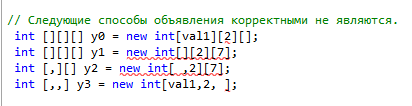 // Следующие способы объявления корректными не являются.
int [][][] y0 = new int[val1][2][];
int [][][] y1 = new int[][2][7];
int [,][] y2 = new int[ ,2][7];
int [,,] y3 = new int[val1,2, ];